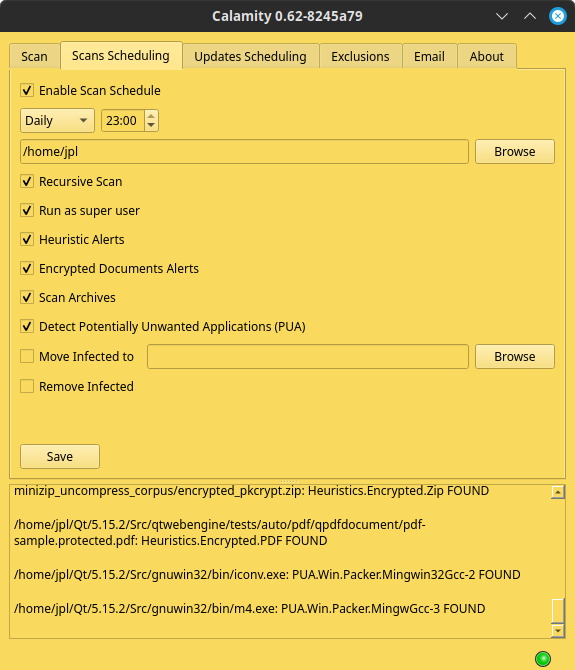 Calamity 0.62-8245a79
Scan Scans Scheduling Updates Scheduling Exclusions Email About
Enable Scan Schedule
Daily 23:00
/home/jpl Browse
Recursive Scan
Run as super user
Heuristic Alerts
Encrypted Documents Alerts
Scan Archives
Detect Potentially Unwanted Applications (PUA)
Move Infected to Browse
Remove Infected
Save
minizip_uncompress_corpus/encrypted_pkcrypt.zip: Heuristics.Encrypted.Zip FOUND
/home/jpl/Qt/5.15.2/Src/qtwebengine/tests/auto/pdf/qpdfdocument/pdf-
sample.protected.pdf: Heuristics.Encrypted.PDF FOUND
/home/jpl/Qt/5.15.2/Src/gnuwin32/bin/iconv.exe: PUA.Win.Packer.Mingwin32Gcc-2 FOUND
/home/jpl/Qt/5.15.2/Src/gnuwin32/bin/m4.exe: PUA.Win.Packer.MingwGcc-3 FOUND